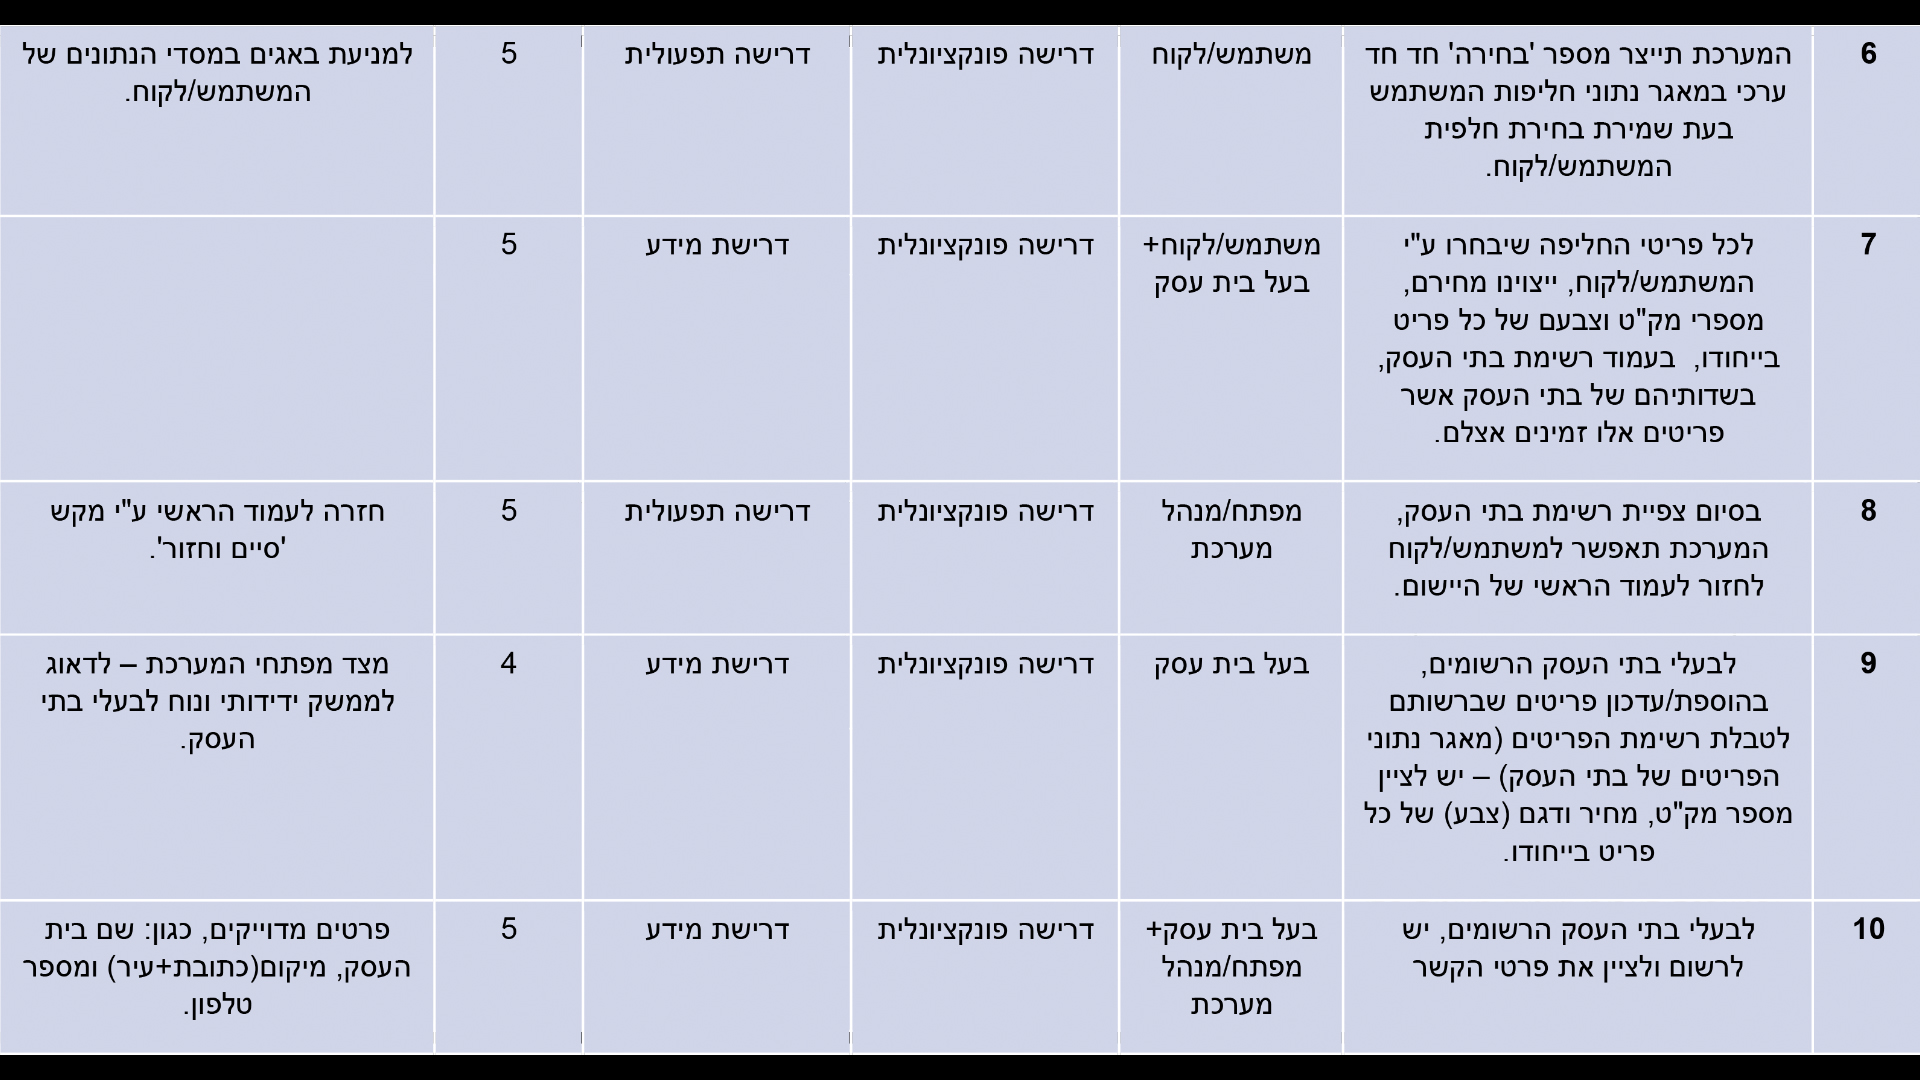 6
המערכת תייצר מספר 'בחירה' חד חד
ערכי במאגר נתוני חליפות המשתמש
בעת שמירת בחירת חלפית
המשתמש/לקוח.
משתמש/לקוח
דרישה פונקציונלית
דרישה תפעולית
5
למניעת באגים במסדי הנתונים של
המשתמש/לקוח.
7
לכל פריטי החליפה שיבחרו ע"י
המשתמש/לקוח, ייצוינו מחירם,
מספרי מק"ט וצבעם של כל פריט
בייחודו,  בעמוד רשימת בתי העסק,
בשדותיהם של בתי העסק אשר
פריטים אלו זמינים אצלם.
משתמש/לקוח+
בעל בית עסק
דרישה פונקציונלית
דרישת מידע
5
8
בסיום צפיית רשימת בתי העסק,
המערכת תאפשר למשתמש/לקוח
לחזור לעמוד הראשי של היישום.
מפתח/מנהל
מערכת
דרישה פונקציונלית
דרישה תפעולית
5
חזרה לעמוד הראשי ע"י מקש
'סיים וחזור'.
9
לבעלי בתי העסק הרשומים,
בהוספת/עדכון פריטים שברשותם
לטבלת רשימת הפריטים (מאגר נתוני
הפריטים של בתי העסק) – יש לציין
מספר מק"ט, מחיר ודגם (צבע) של כל
פריט בייחודו.
בעל בית עסק
דרישה פונקציונלית
דרישת מידע
4
מצד מפתחי המערכת – לדאוג
לממשק ידידותי ונוח לבעלי בתי
העסק.
10
לבעלי בתי העסק הרשומים, יש
לרשום ולציין את פרטי הקשר
בעל בית עסק+
מפתח/מנהל
מערכת
דרישה פונקציונלית
דרישת מידע
5
פרטים מדוייקים, כגון: שם בית
העסק, מיקום(כתובת+עיר) ומספר
טלפון.